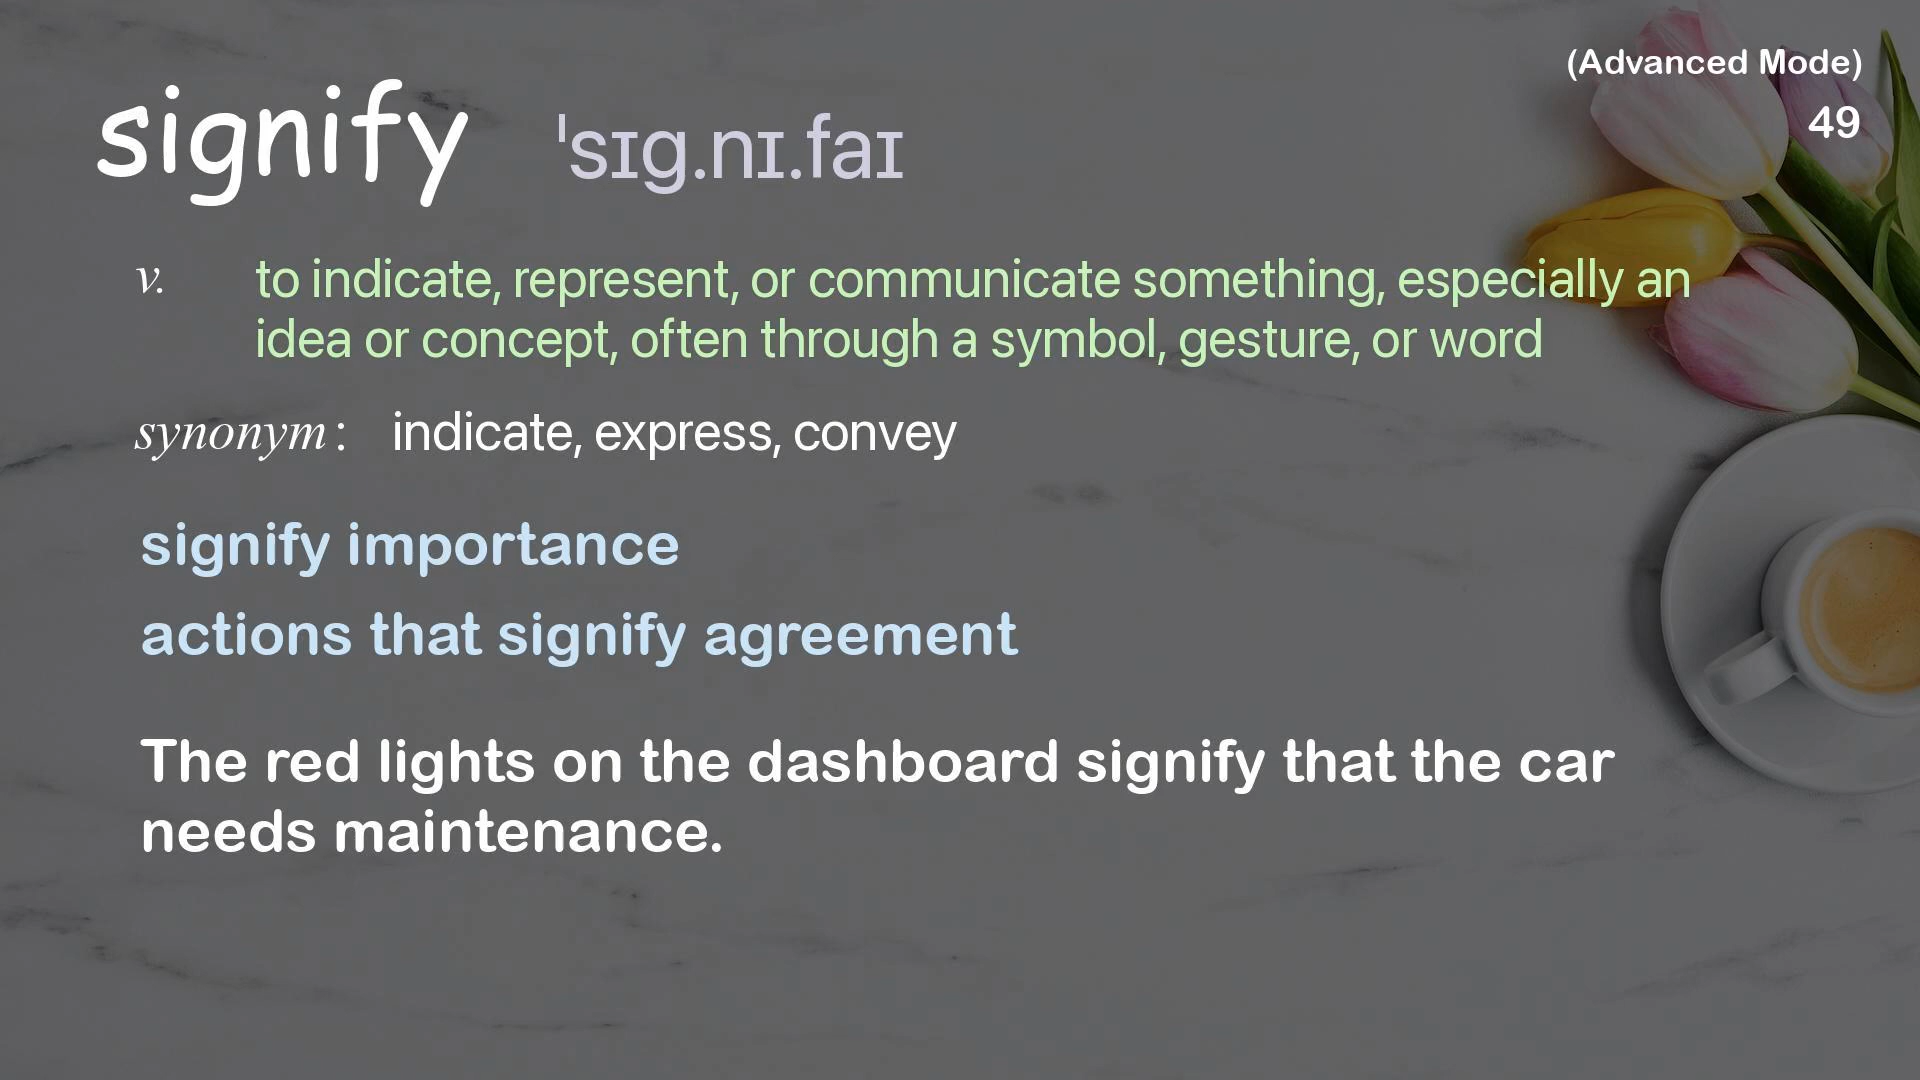 (Advanced Mode)
49
signify ˈsɪg.nɪ.faɪ
v. to indicate, represent, or communicate something, especially an
idea or concept, often through a symbol, gesture, or word
synonym: indicate, express, convey
signify importance
actions that signify agreement
The red lights on the dashboard signify that the car
needs maintenance.